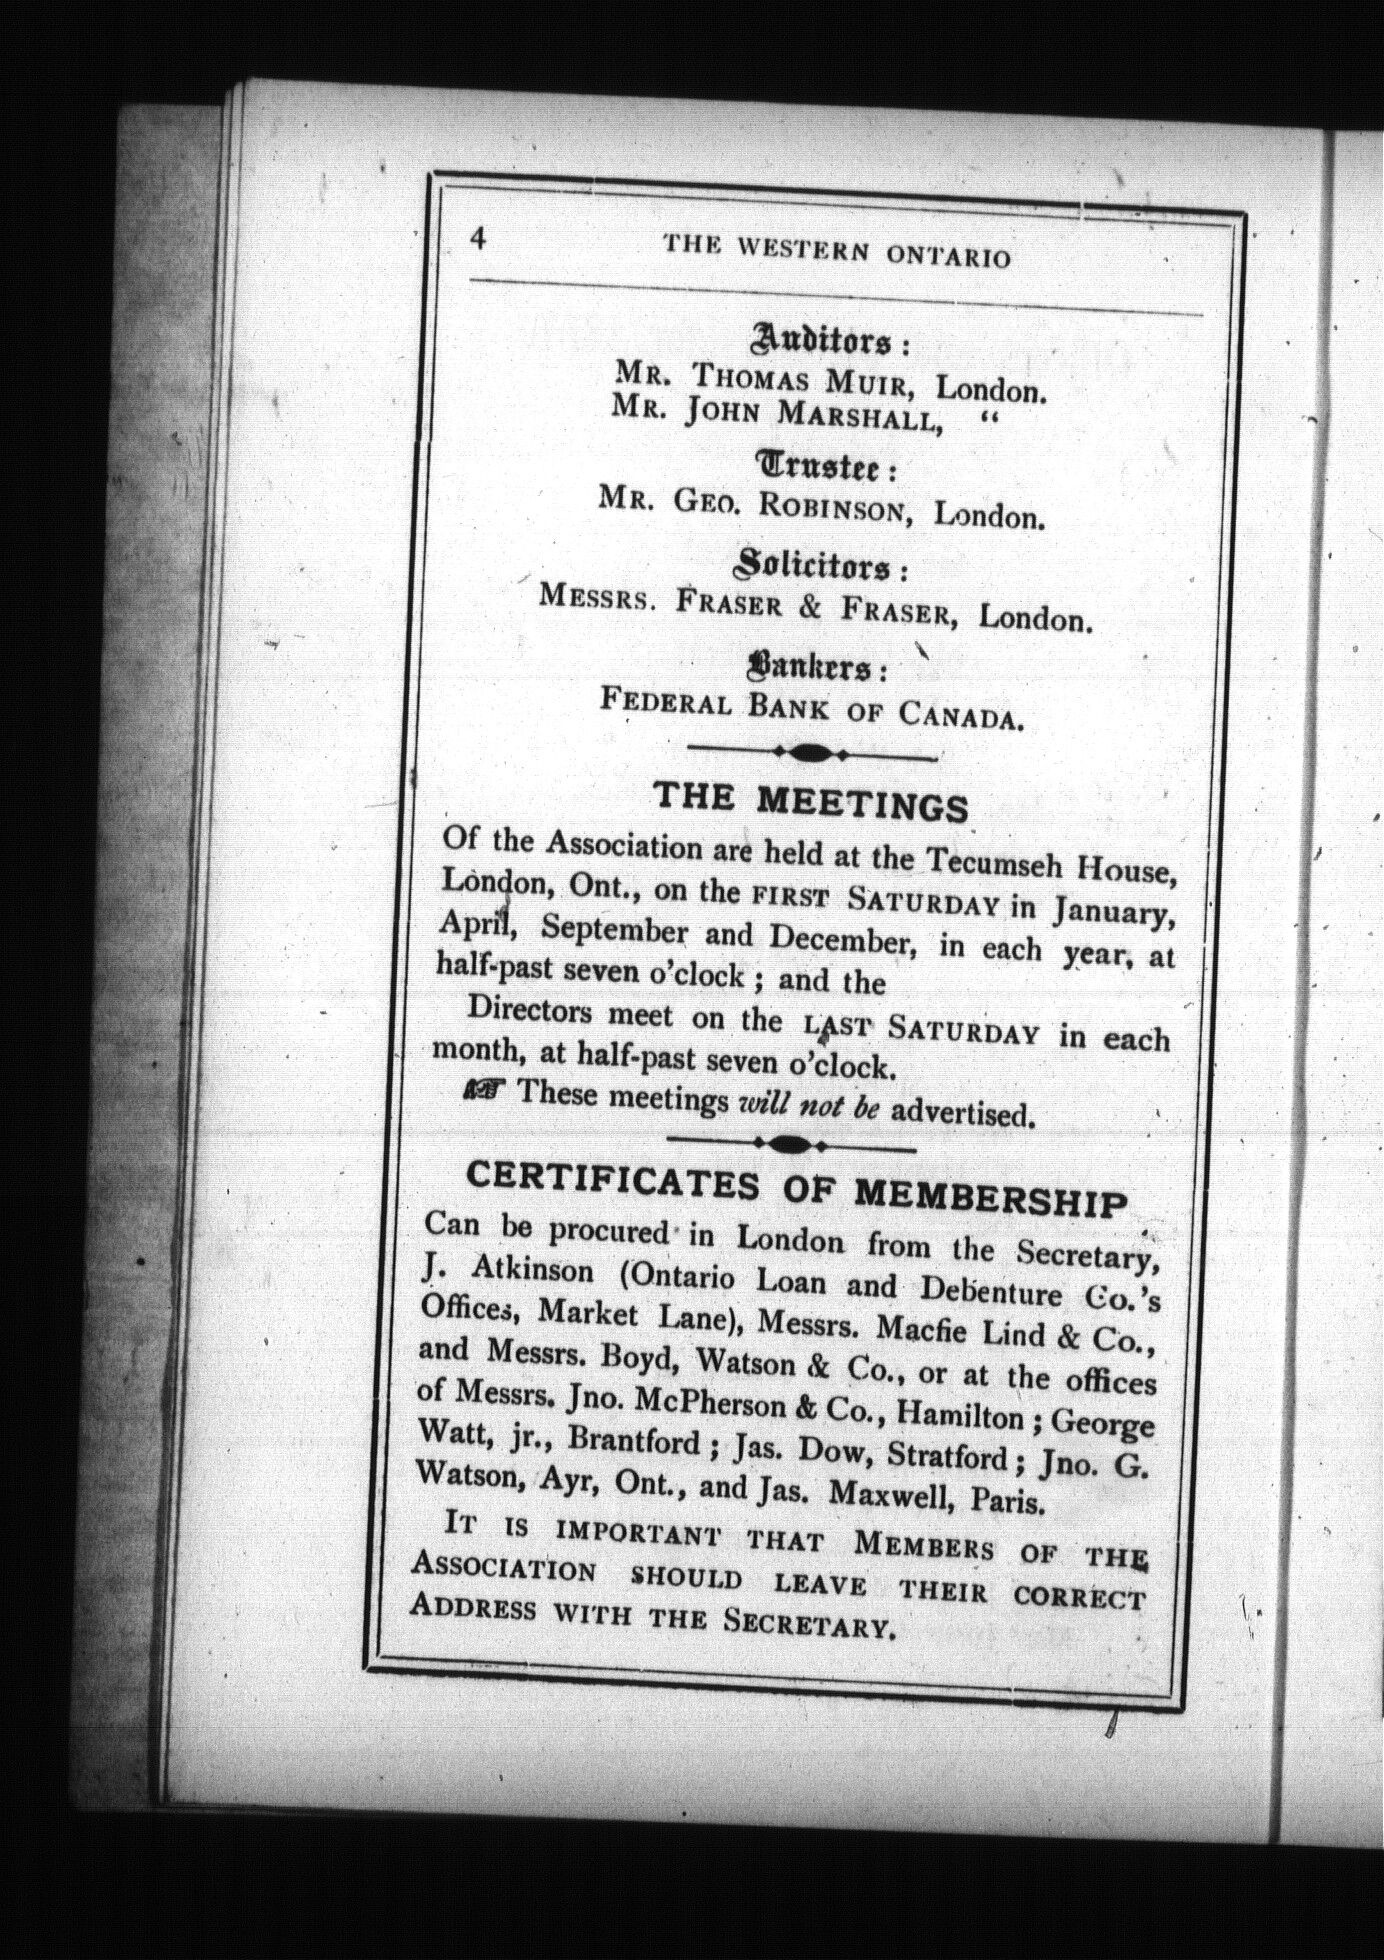 4 THE WESTERN ONTARIO
Auditors:
MR. THOMAS MUIR, London.
MR. JOHN MARSHALL, “
Trustee:
MR. GEO. ROBINSON, London.
Solicitors:
MESSRS. FRASER & FRASER, London.
Bankers:
FEDERAL BANK OF CANADA.
THE MEETINGS
Of the Association are held at the Tecumseh House,
London, Ont., on the FIRST SATURDAY in January,
April, September and December, in each year, at
half-past seven o'clock ; and the
Directors meet on the LAST SATURDAY in each
month, at half-past seven o'clock.
☞ These meetings will not be advertised.
CERTIFICATES OF MEMBERSHIP
Can be procured in London from the Secretary,
J. Atkinson (Ontario Loan and Debenture Co.'s
Offices, Market Lane), Messrs. Macfie Lind & Co.,
and Messrs. Boyd, Watson & Co., or at the offices
of Messrs. Jno. McPherson & Co., Hamilton ; George
Watt, jr., Brantford ; Jas. Dow, Stratford ; Jno. G.
Watson, Ayr, Ont., and Jas. Maxwell, Paris.
IT IS IMPORTANT THAT MEMBERS OF THE
ASSOCIATION SHOULD LEAVE THEIR CORRECT
ADDRESS WITH THE SECRETARY.